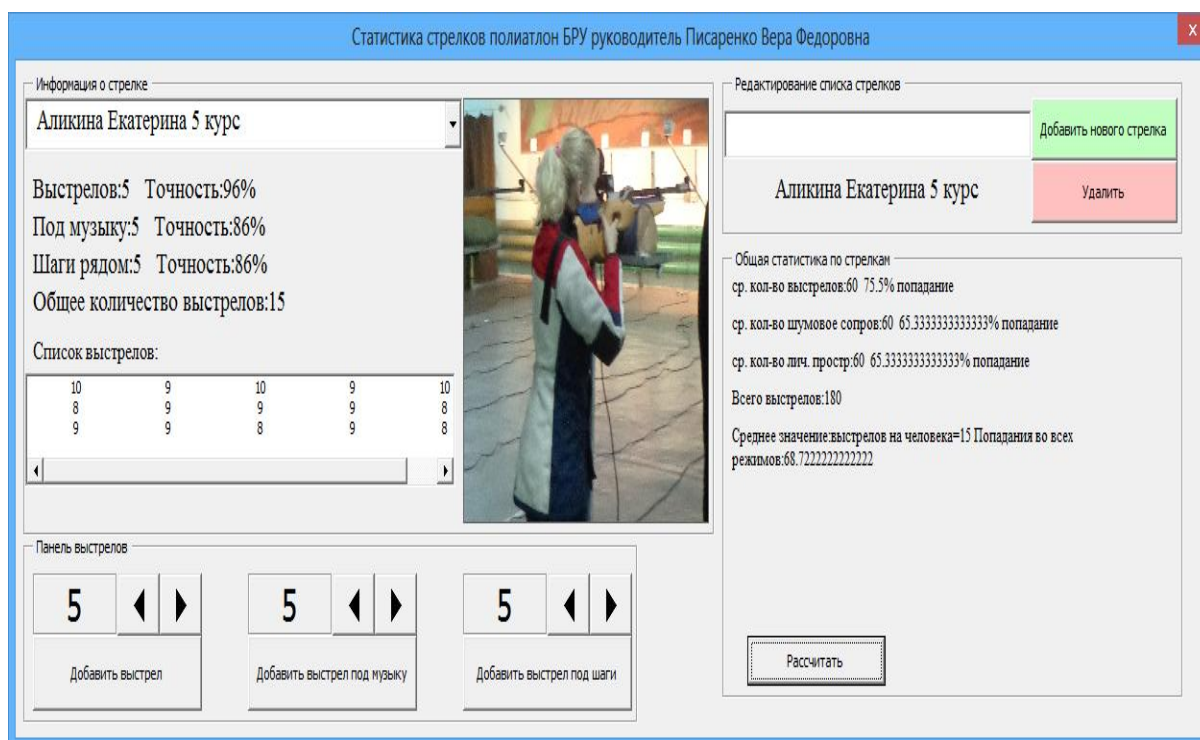 Статистика стрелков полиатлон БРУ руководитель Писаренко Вера Федоровна
x
Информация о стрелке
Аликина Екатерина 5 курс
Выстрелов:5 Точность:96%
Под музыку:5 Точность:86%
Шаги рядом:5 Точность:86%
Общее количество выстрелов:15
Список выстрелов:
10 9 10 9 10
8 9 9 9 8
9 9 8 9 8
Редактирование списка стрелков
Добавить нового стрелка
Аликина Екатерина 5 курс
Удалить
Общая статистика по стрелкам
ср. кол-во выстрелов:60 75.5% попадание
ср. кол-во шумовое сопров:60 65.3333333333333% попадание
ср. кол-во лич. простр:60 65.3333333333333% попадание
Всего выстрелов:180
Среднее значение:выстрелов на человека=15 Попадания во всех
режимов:68.7222222222222
Рассчитать
Панель выстрелов
5 5 5
Добавить выстрел
Добавить выстрел под музыку
Добавить выстрел под шаги